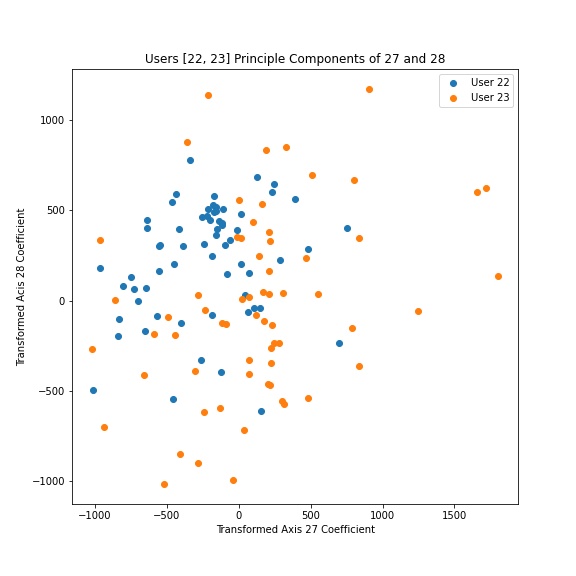 Users [22, 23] Principle Components of 27 and 28
User 22
User 23
Transformed Acis 28 Coefficient
1000
500
0
−500
−1000
−1000 −500 0 500 1000 1500
Transformed Axis 27 Coefficient